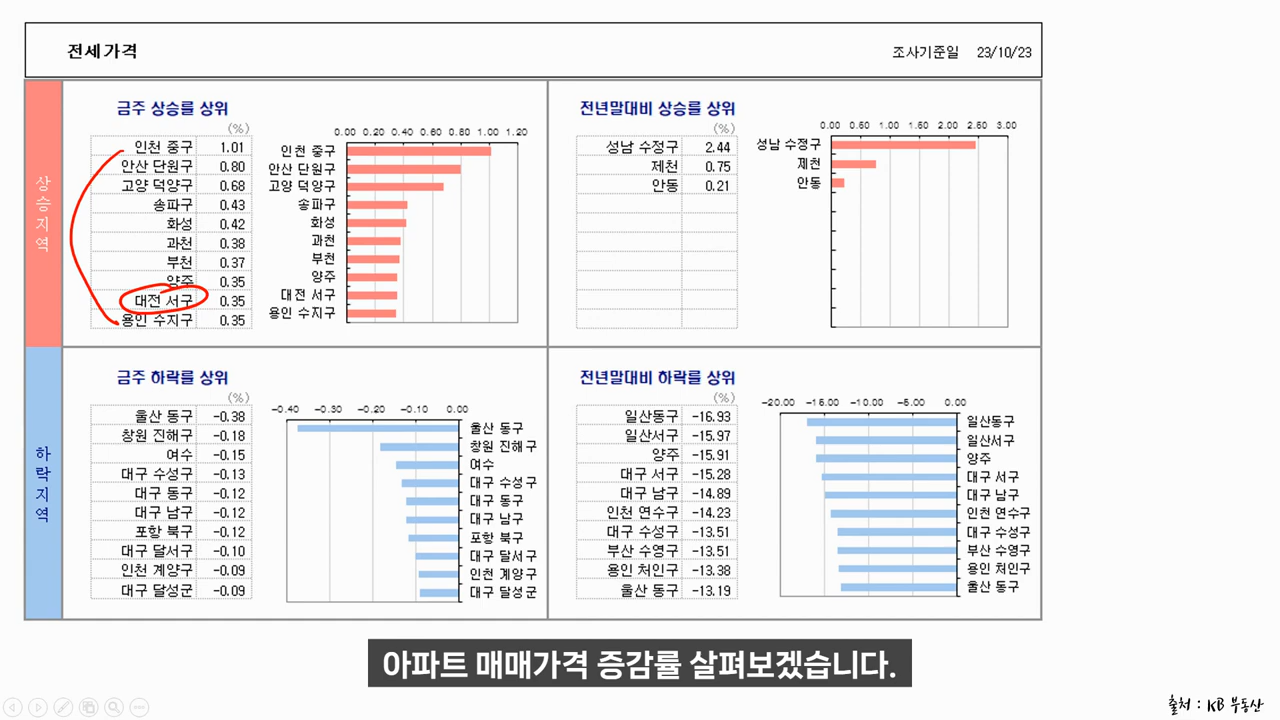 전세가격
조사기준일 23/10/23
상승지역
금주 상승률 상위
(%)
인천 중구 1.01
안산 단원구 0.80
고양 덕양구 0.68
송파구 0.43
화성 0.42
과천 0.38
부천 0.37
양주 0.35
대전 서구 0.35
용인 수지구 0.35
0.00 0.20 0.40 0.60 0.80 1.00 1.20
인천 중구
안산 단원구
고양 덕양구
송파구
화성
과천
부천
양주
대전 서구
용인 수지구
전년말대비 상승률 상위
(%)
성남 수정구 2.44
제천 0.75
안동 0.21
0.00 0.60 1.00 1.60 2.00 2.60 3.00
성남 수정구
제천
안동
하락지역
금주 하락률 상위
(%)
울산 동구 -0.38
창원 진해구 -0.18
여수 -0.15
대구 수성구 -0.13
대구 동구 -0.12
대구 남구 -0.12
포항 북구 -0.12
대구 달서구 -0.10
인천 계양구 -0.09
대구 달성군 -0.09
-0.40 -0.30 -0.20 -0.10 0.00
울산 동구
창원 진해구
여수
대구 수성구
대구 동구
대구 남구
포항 북구
대구 달서구
인천 계양구
대구 달성군
전년말대비 하락률 상위
(%)
일산동구 -16.93
일산서구 -15.97
양주 -15.91
대구 서구 -15.28
대구 남구 -14.89
인천 연수구 -14.23
대구 수성구 -13.51
부산 수영구 -13.51
용인 처인구 -13.38
울산 동구 -13.19
-20.00 -15.00 -10.00 -5.00 0.00
일산동구
일산서구
양주
대구 서구
대구 남구
인천 연수구
대구 수성구
부산 수영구
용인 처인구
울산 동구
아파트 매매가격 증감률 살펴보겠습니다.
출처 : KB 부동산